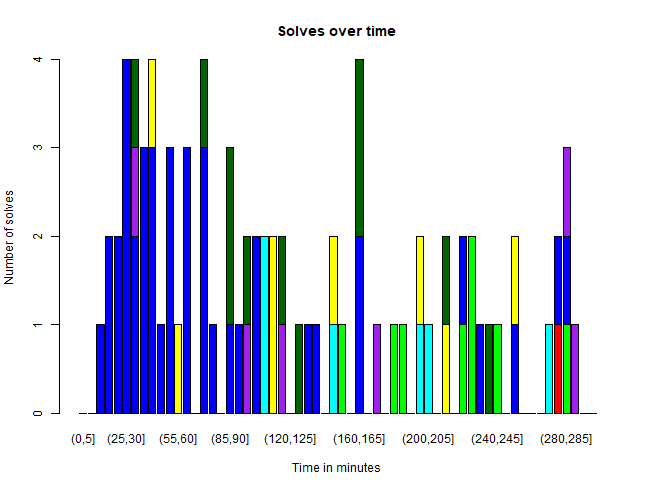 Solves over time
Number of solves
4
3
2
1
0
(0,5] (25,30] (55,60] (85,90] (120,125] (160,165] (200,205] (240,245] (280,285]
Time in minutes